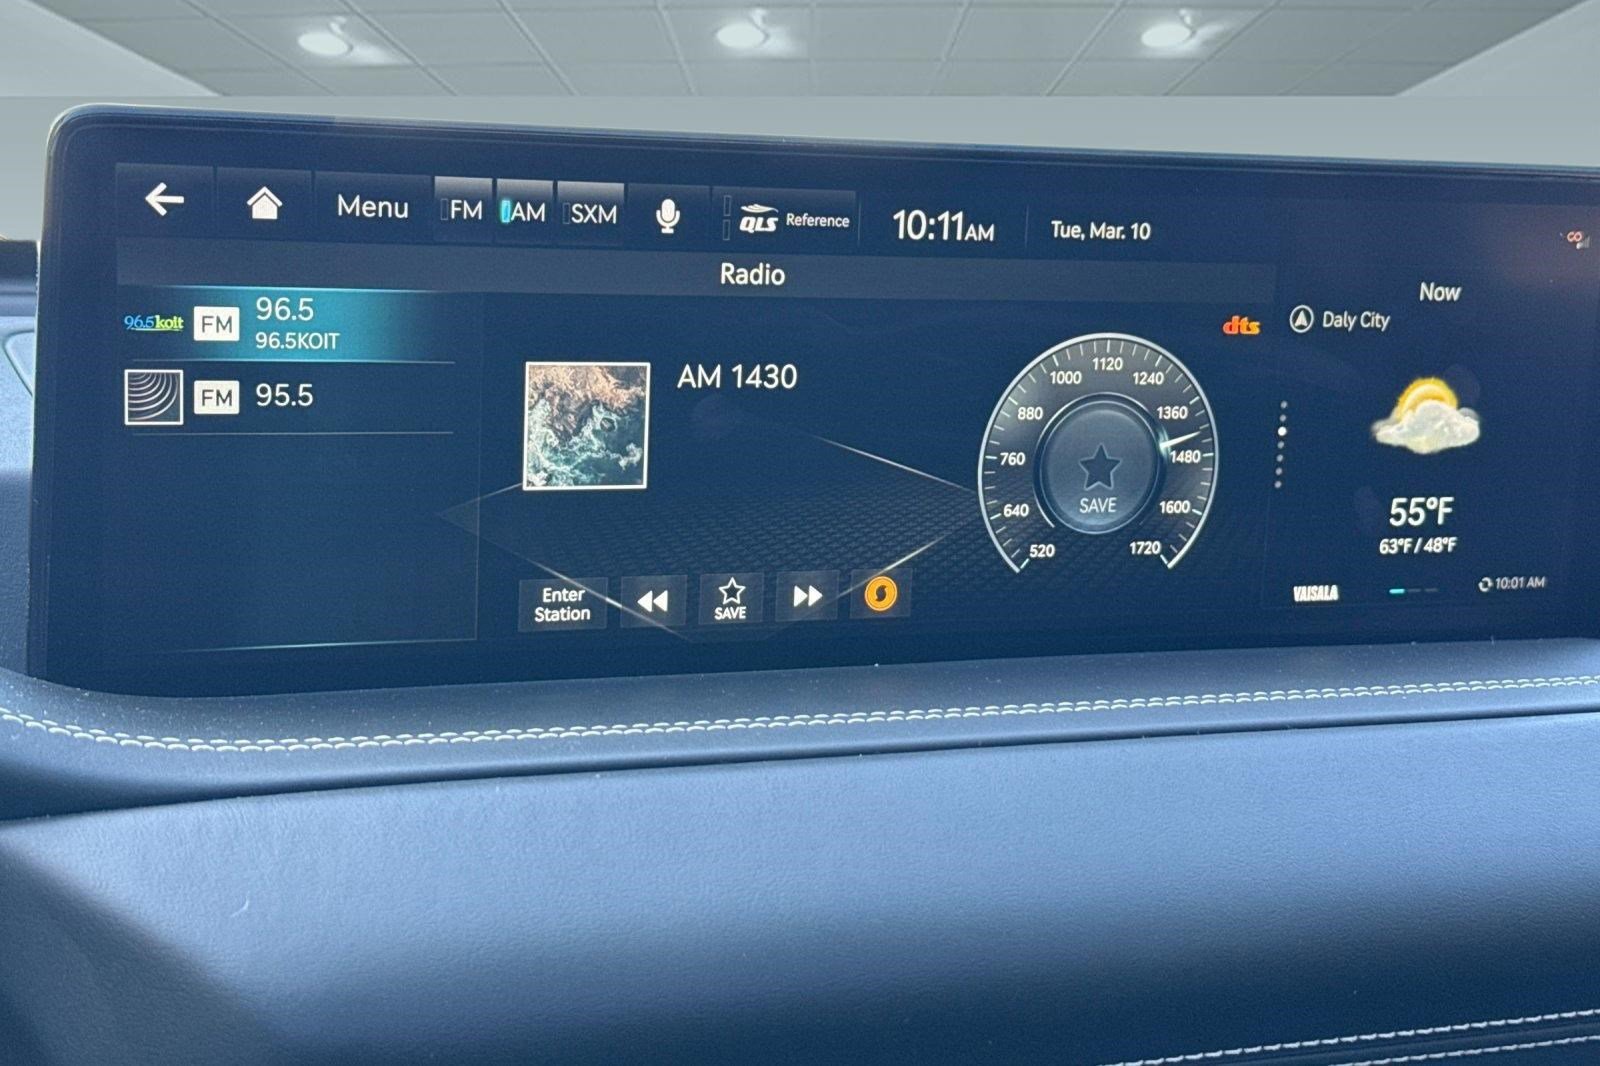 Menu FM AM SXM QLS Reference 10:11AM Tue, Mar. 10
Radio
96.5koit FM 96.5
96.5KOIT
FM 95.5
AM 1430
dts
520
640
760
880
1000
1120
1240
1360
1480
1600
1720
SAVE
Enter
Station
SAVE
Now
Daly City
55°F
63°F / 48°F
VAISALA
10:01 AM